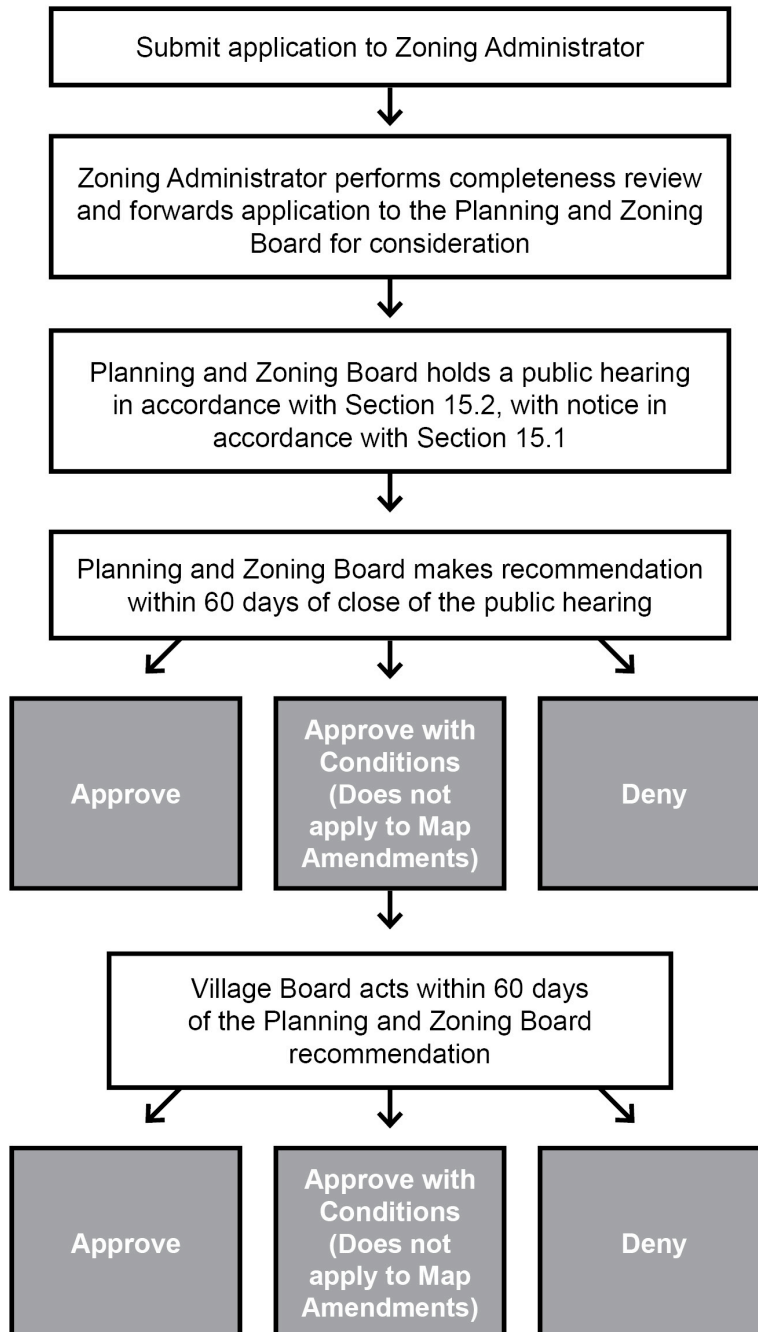 Submit application to Zoning Administrator
Zoning Administrator performs completeness review
and forwards application to the Planning and Zoning
Board for consideration
Planning and Zoning Board holds a public hearing
in accordance with Section 15.2, with notice in
accordance with Section 15.1
Planning and Zoning Board makes recommendation
within 60 days of close of the public hearing
Approve
Approve with
Conditions
(Does not
apply to Map
Amendments)
Deny
Village Board acts within 60 days
of the Planning and Zoning Board
recommendation
Approve
Approve with
Conditions
(Does not
apply to Map
Amendments)
Deny